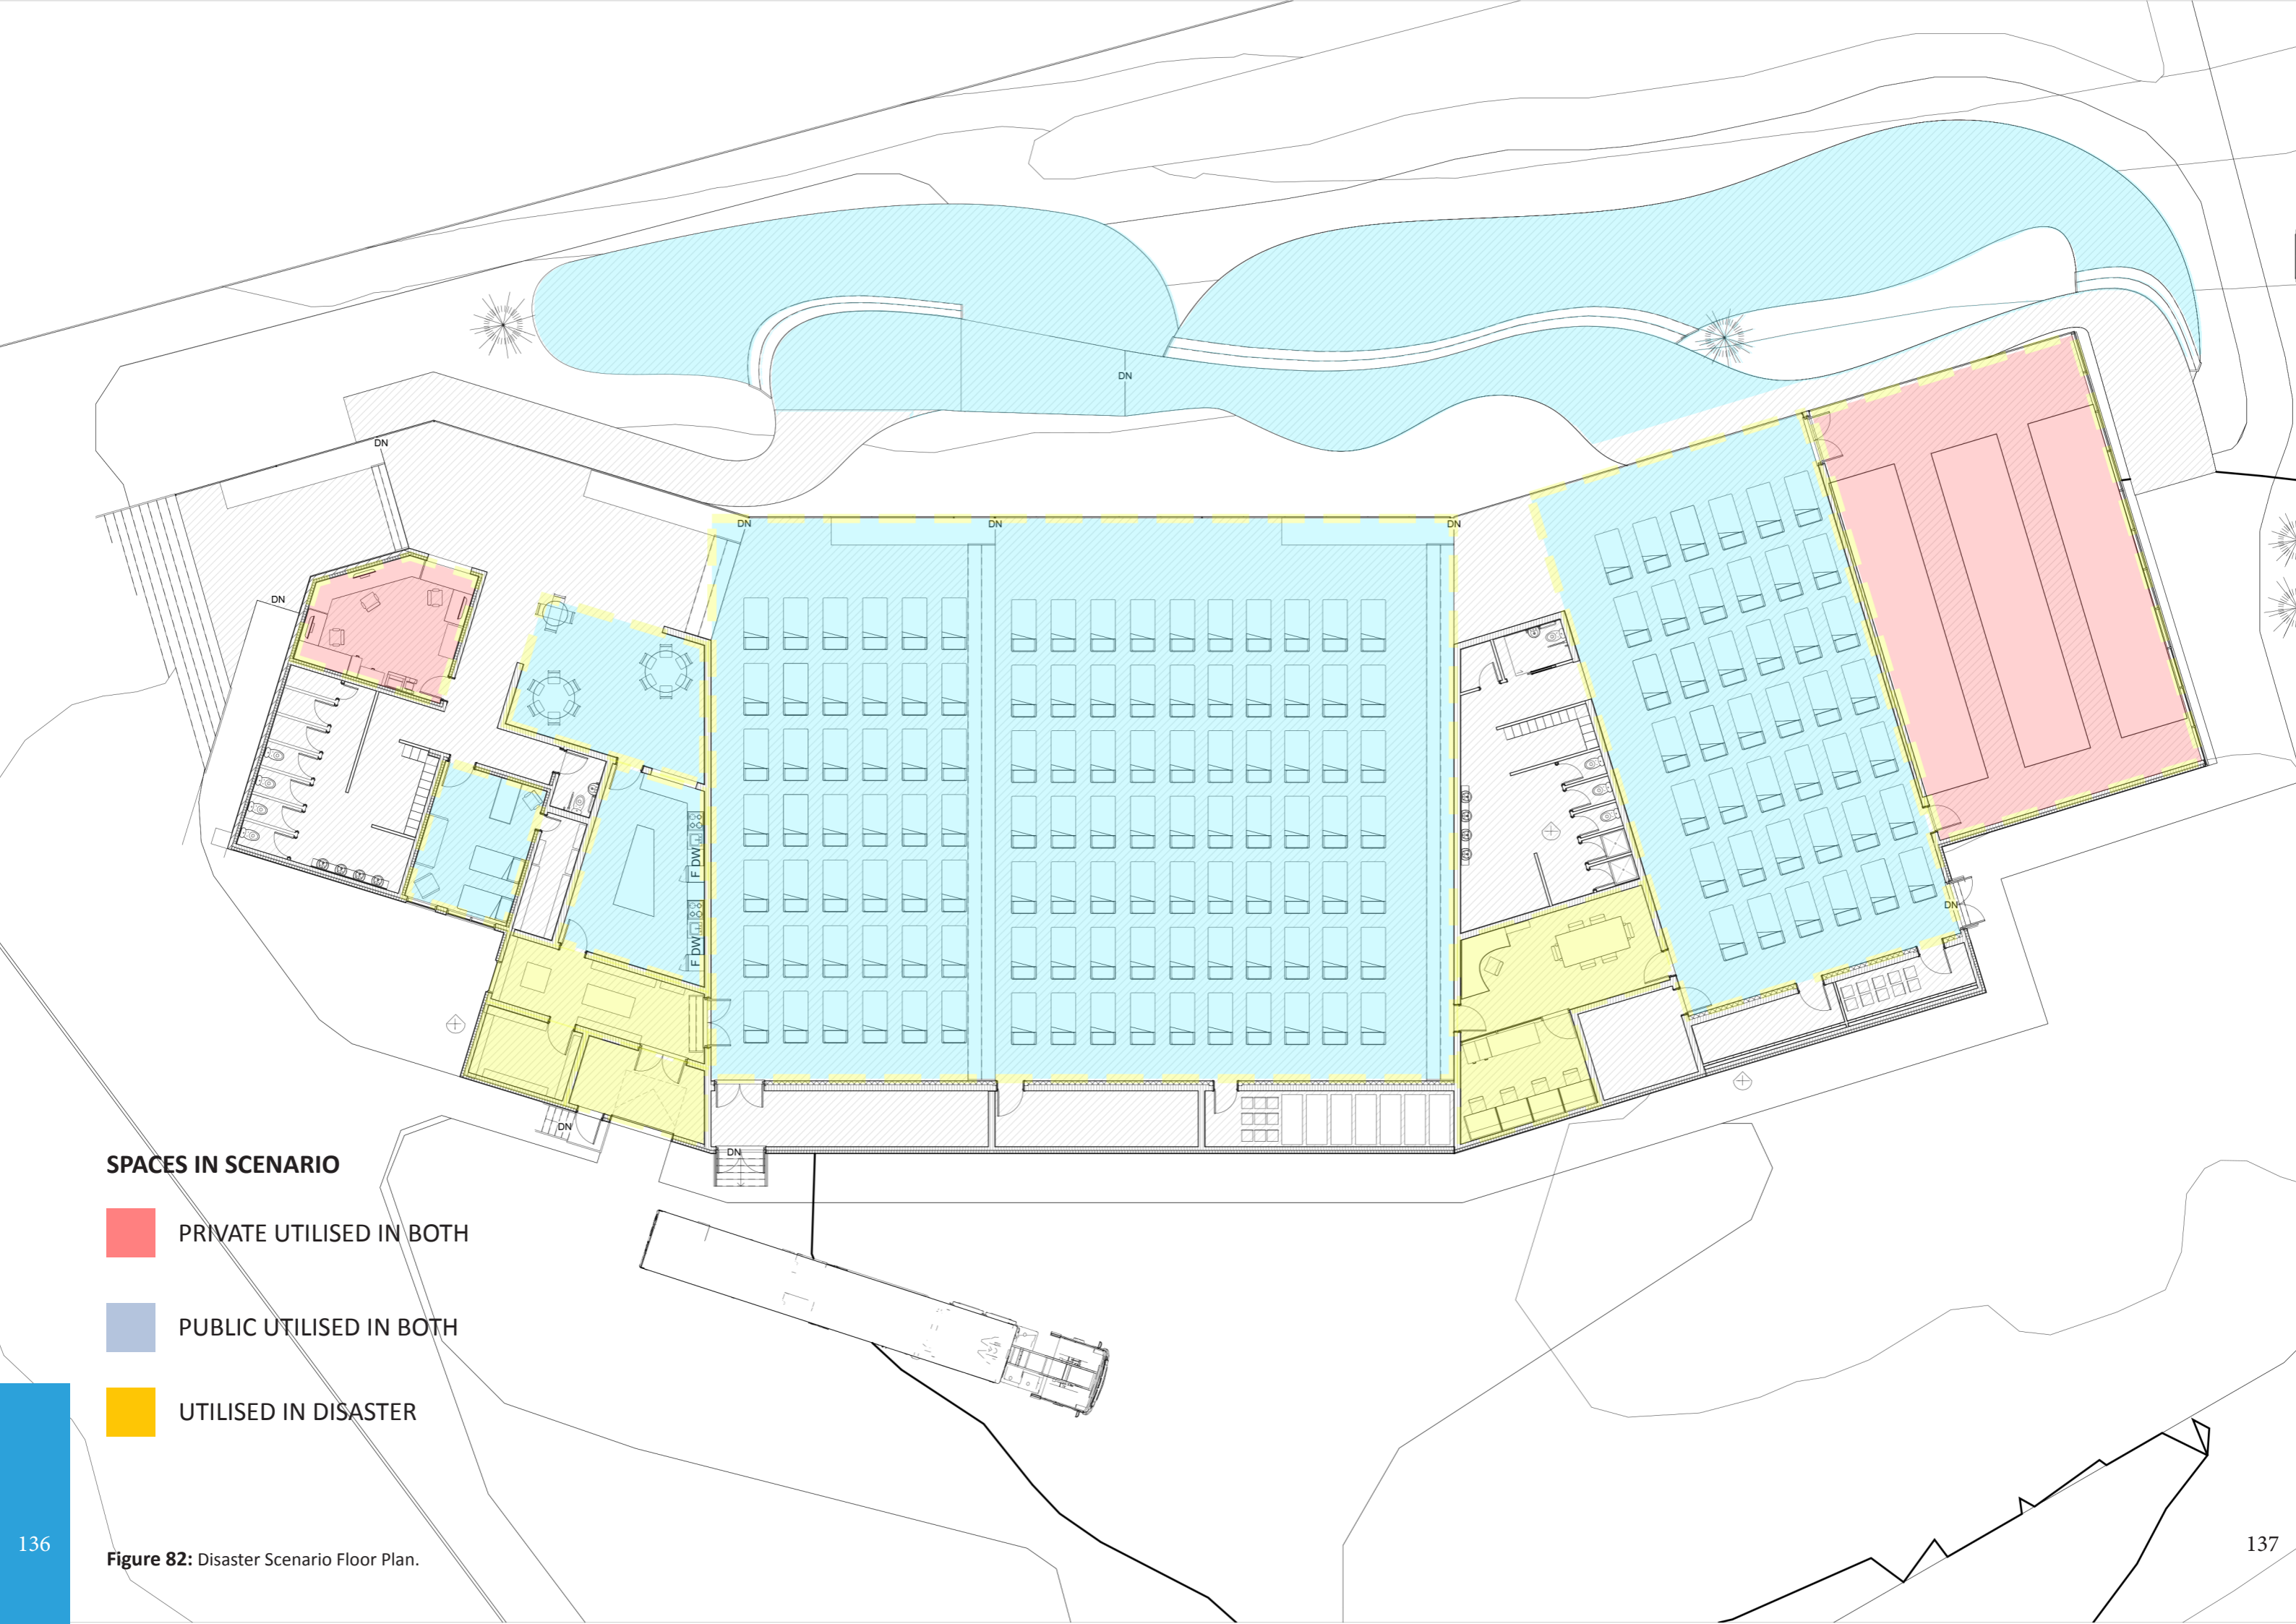 DN
DN
DN
DN
DN
DN
F DW
F DW
DN
DN
DN
SPACES IN SCENARIO
PRIVATE UTILISED IN BOTH
PUBLIC UTILISED IN BOTH
UTILISED IN DISASTER
136
Figure 82: Disaster Scenario Floor Plan.
137